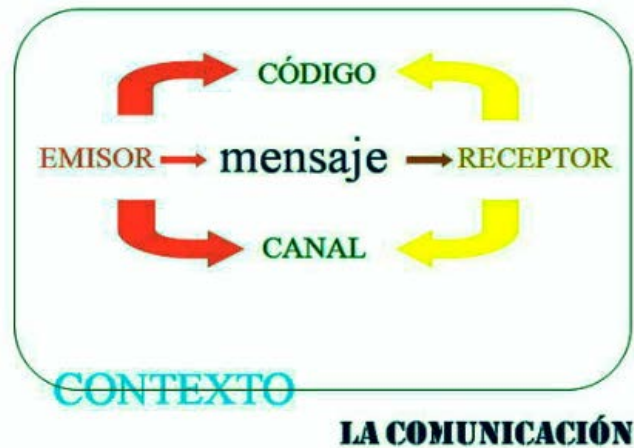 CÓDIGO
EMISOR mensaje RECEPTOR
CANAL
CONTEXTO
LA COMUNICACIÓN